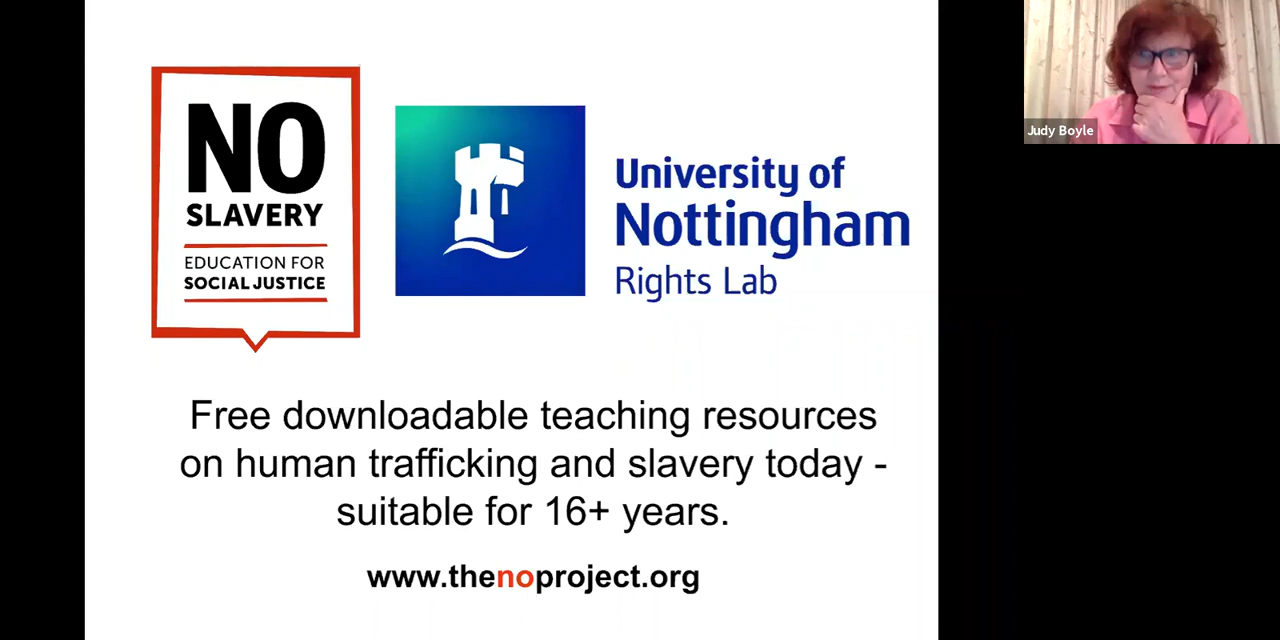 NO
SLAVERY
EDUCATION FOR
SOCIAL JUSTICE
University of
Nottingham
Rights Lab
Free downloadable teaching resources
on human trafficking and slavery today -
suitable for 16+ years.
www.thenoproject.org
Judy Boyle